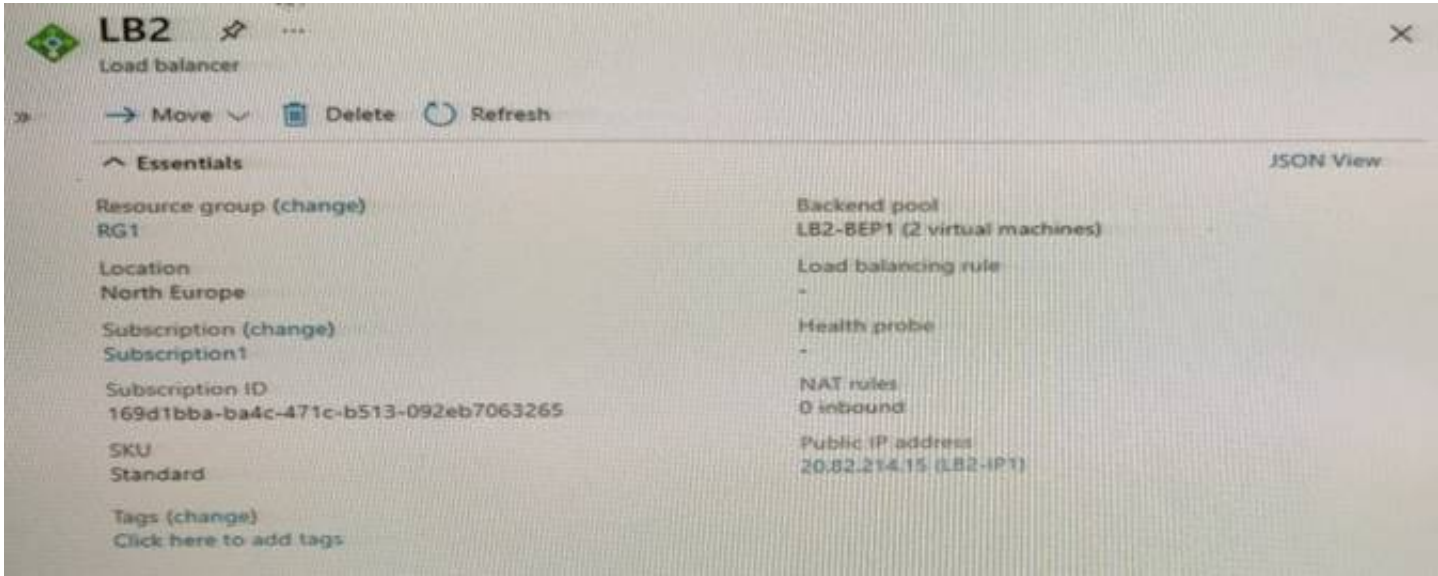 LB2
Load balancer
Move
Delete
Refresh
Essentials
JSON View
Resource group (change)
RG1
Location
North Europe
Subscription (change)
Subscription1
Subscription ID
169d1bba-ba4c-471c-b513-092eb7063265
SKU
Standard
Tags (change)
Click here to add tags
Backend pool
LB2-BEP1 (2 virtual machines)
Load balancing rule
-
Health probe
-
NAT rules
0 inbound
Public IP address
20.82.214.15 (LB2-IP1)